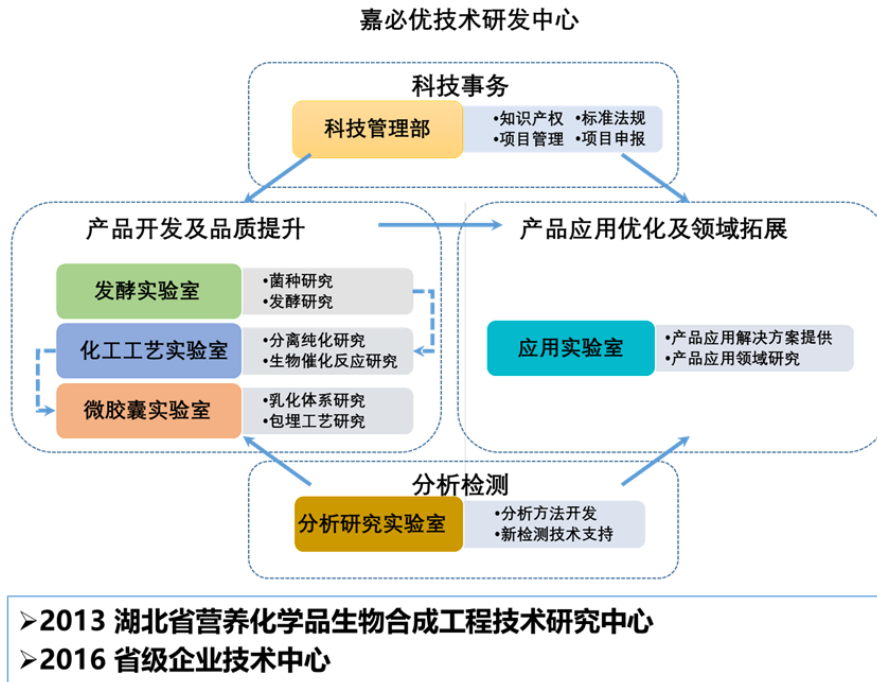 嘉必优技术研发中心
科技事务
科技管理部
•知识产权 •标准法规
•项目管理 •项目申报
产品开发及品质提升
发酵实验室
•菌种研究
•发酵研究
化工工艺实验室
•分离纯化研究
•生物催化反应研究
微胶囊实验室
•乳化体系研究
•包埋工艺研究
产品应用优化及领域拓展
应用实验室
•产品应用解决方案提供
•产品应用领域研究
分析检测
分析研究实验室
•分析方法开发
•新检测技术支持
➢2013 湖北省营养化学品生物合成工程技术研究中心
➢2016 省级企业技术中心